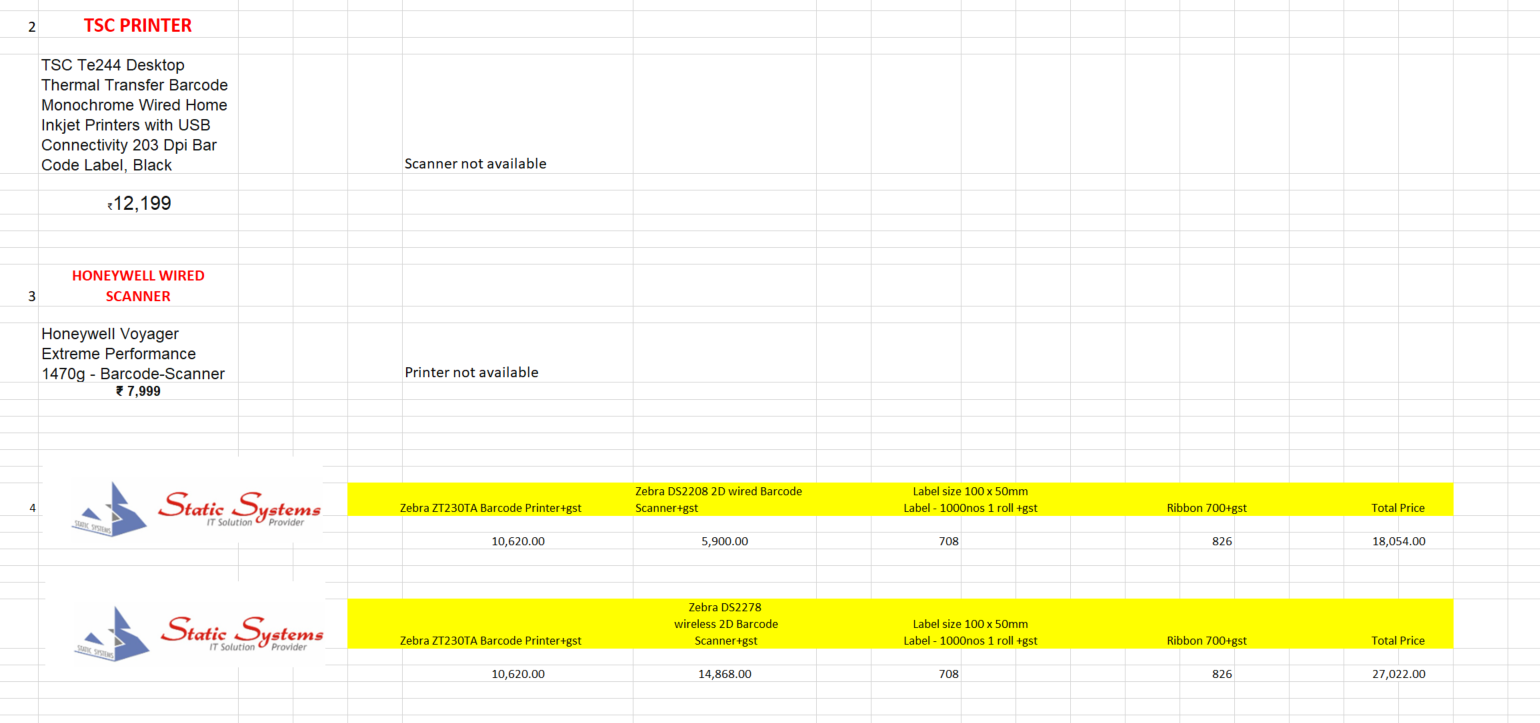 2 TSC PRINTER
TSC Te244 Desktop
Thermal Transfer Barcode
Monochrome Wired Home
Inkjet Printers with USB
Connectivity 203 Dpi Bar
Code Label, Black
Scanner not available
₹12,199
HONEYWELL WIRED
3 SCANNER
Honeywell Voyager
Extreme Performance
1470g - Barcode-Scanner
Printer not available
₹ 7,999
4
STATIC SYSTEMS
Static Systems
IT Solution Provider
Zebra ZT230TA Barcode Printer+gst
Zebra DS2208 2D wired Barcode
Scanner+gst
Label size 100 x 50mm
Label - 1000nos 1 roll +gst
Ribbon 700+gst
Total Price
10,620.00 5,900.00 708 826 18,054.00
STATIC SYSTEMS
Static Systems
IT Solution Provider
Zebra ZT230TA Barcode Printer+gst
Zebra DS2278
wireless 2D Barcode
Scanner+gst
Label size 100 x 50mm
Label - 1000nos 1 roll +gst
Ribbon 700+gst
Total Price
10,620.00 14,868.00 708 826 27,022.00